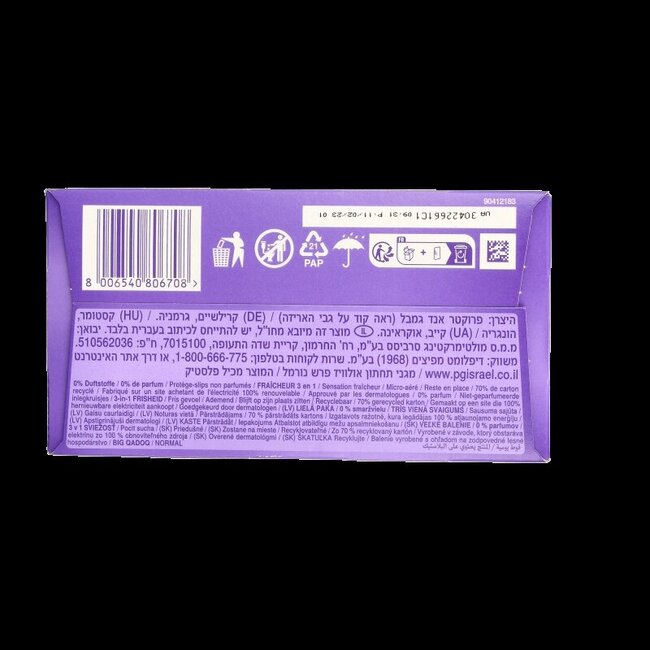 90412183
UA 30422661C1 09:31 P 11/02/23 01
8 006540 806708 >
21
PAP
FR
+
היצרן: פרוקטר אנד גמבל (ראה קוד על גבי האריזה) / (DE) קרילשיים, גרמניה. / (HU) קסטומר,
הונגריה / (UA) קייב, אוקראינה. IL מוצר זה מיובא מחו"ל, יש להתייחס לכיתוב בעברית בלבד. יבואן:
מ.מ.ס מולטימרקטינג סרביסס בע"מ, רח' החרמון, קריית שדה התעופה, 7015100, ח"פ: 510562036
משווק: דיפלומט מפיצים (1968) בע"מ. שרות לקוחות בטלפון: 1-800-666-775, או דרך אתר האינטרנט
www.pgisrael.co.il / מגבי תחתון אולוויז פרש נורמל / המוצר מכיל פלסטיק
0% Duftstoffe / 0% de parfum / Protège-slips non parfumés / FRAÎCHEUR 3 en 1 / Sensation fraîcheur / Micro-aéré / Reste en place / 70% de carton
recyclé / Fabriqué sur un site achetant de l'électricité 100% renouvelable / Approuvé par les dermatologues / 0% parfum / Niet-geparfumeerde
inlegkruisjes / 3-in-1 FRISHEID / Fris gevoel / Ademend / Blijft op zijn plaats zitten / Recyclebaar / 70% gerecycled karton / Gemaakt op een site die 100%
hernieuwbare elektriciteit aankoopt / Goedgekeurd door dermatologen / (LV) LIELĀ PAKA / 0 % smaržvielu / TRĪS VIENĀ SVAIGUMS / Sausuma sajūta /
(LV) Gaisu caurlaidīgi / (LV) Noturas vietā / (LV) Pārstrādājams / 70 % pārstrādāts kartons / Izgatavots ražotnē, kura iegādājas 100 % atjaunojamo enerģiju /
(LV) Apstiprinājuši dermatologi / (LV) KASTE Pārstrādāt / Iepakojums Atbalstot atbildīgu mežu apsaimniekošanu / (SK) VEĽKÉ BALENIE / 0 % parfumov
3 v 1 SVIEŽOSŤ / Pocit sucha / (SK) Priedušné / (SK) Zostane na mieste / (SK) Recyklovateľné / Zo 70 % recyklovaný kartón / Vyrobené v závode, ktorý obstaráva
elektrinu zo 100 % obnoviteľného zdroja / (SK) Overené dermatológmi / (SK) ŠKATUĽKA Recyklujte / Balenie vyrobené s ohľadom na zodpovedné lesné
hospodárstvo / BIG QADOQ / NORMAL
فوط يومية / المنتج يحتوي على البلاستيك